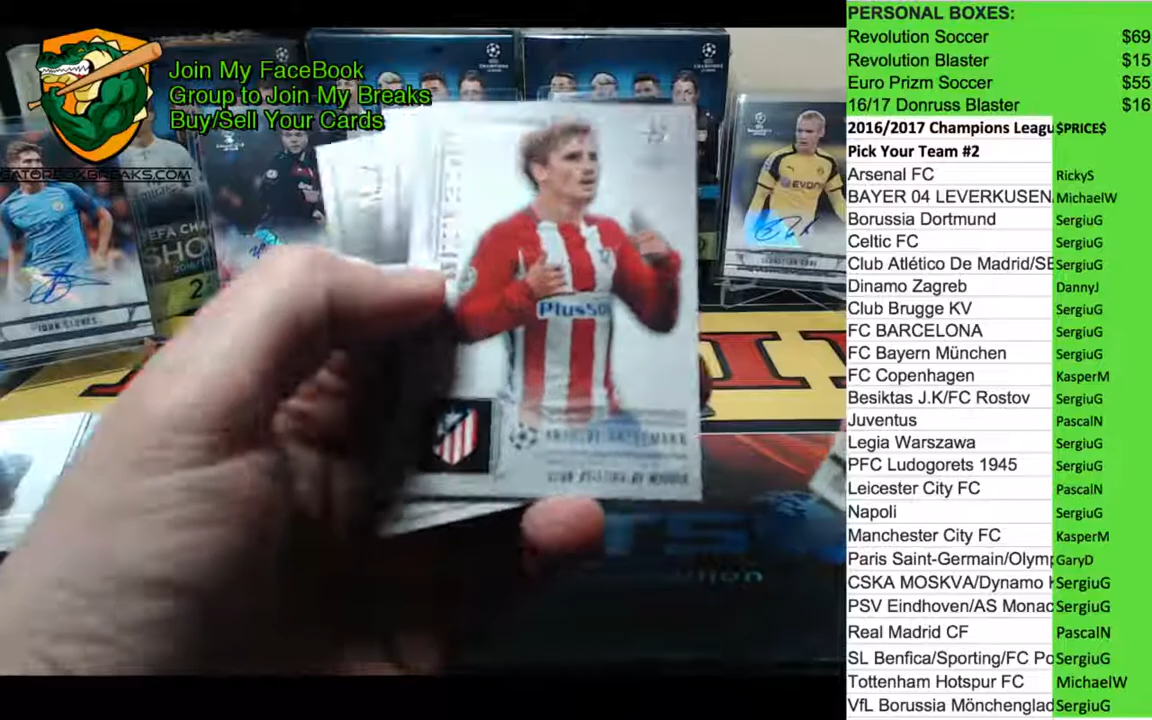 Join My FaceBook
Group to Join My Breaks
Buy/Sell Your Cards
GATORBOXBREAKS.COM
PlusS
PERSONAL BOXES:
Revolution Soccer $69
Revolution Blaster $15
Euro Prizm Soccer $55
16/17 Donruss Blaster $16
2016/2017 Champions Leagu $PRICE$
Pick Your Team #2
Arsenal FC RickyS
BAYER 04 LEVERKUSEN MichaelW
Borussia Dortmund SergiuG
Celtic FC SergiuG
Club Atlético De Madrid/SE SergiuG
Dinamo Zagreb DannyJ
Club Brugge KV SergiuG
FC BARCELONA SergiuG
FC Bayern München SergiuG
FC Copenhagen KasperM
Besiktas J.K/FC Rostov SergiuG
Juventus PascalN
Legia Warszawa SergiuG
PFC Ludogorets 1945 SergiuG
Leicester City FC PascalN
Napoli SergiuG
Manchester City FC KasperM
Paris Saint-Germain/Olymp GaryD
CSKA MOSKVA/Dynamo SergiuG
PSV Eindhoven/AS Monac SergiuG
Real Madrid CF PascalN
SL Benfica/Sporting/FC Po SergiuG
Tottenham Hotspur FC MichaelW
VfL Borussia Mönchenglad SergiuG